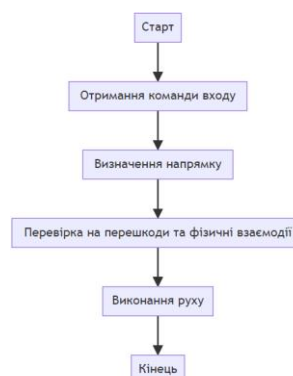 Старт
Отримання команди входу
Визначення напрямку
Перевірка на перешкоди та фізичні взаємодії
Виконання руху
Кінець